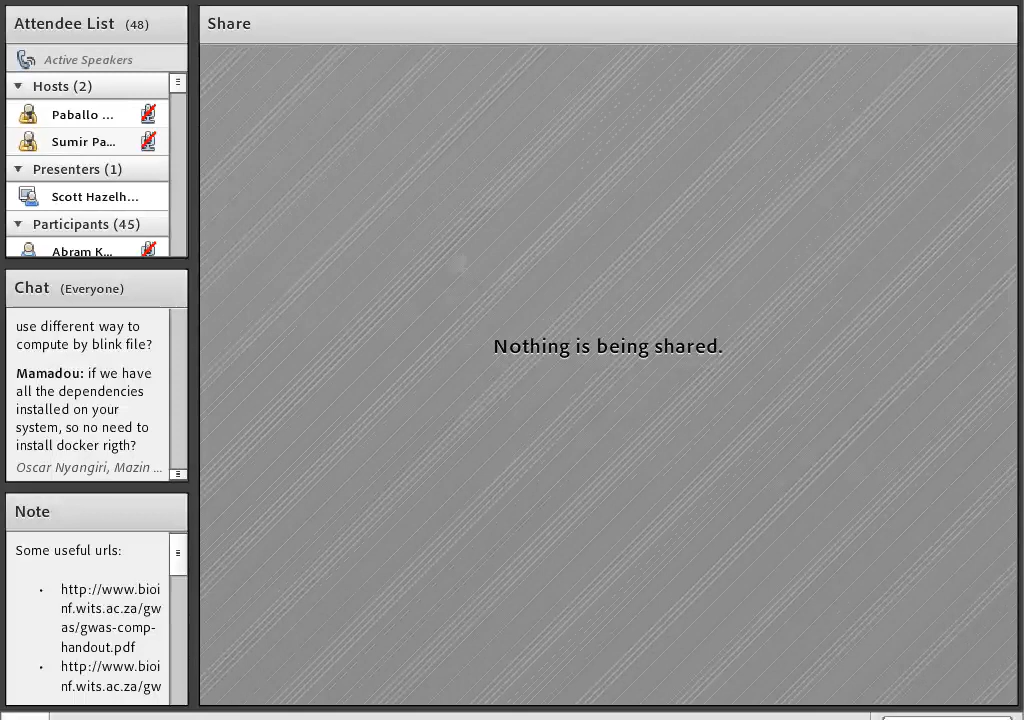 Attendee List (48)
Active Speakers
Hosts (2)
Paballo ...
Sumir Pa...
Presenters (1)
Scott Hazelh...
Participants (45)
Abram K...
Chat (Everyone)
use different way to
compute by blink file?
Mamadou: if we have
all the dependencies
installed on your
system, so no need to
install docker rigth?
Oscar Nyangiri, Mazin ...
Note
Some useful urls:
• http://www.bioi
nf.wits.ac.za/gw
as/gwas-comp-
handout.pdf
• http://www.bioi
nf.wits.ac.za/gw
Share
Nothing is being shared.